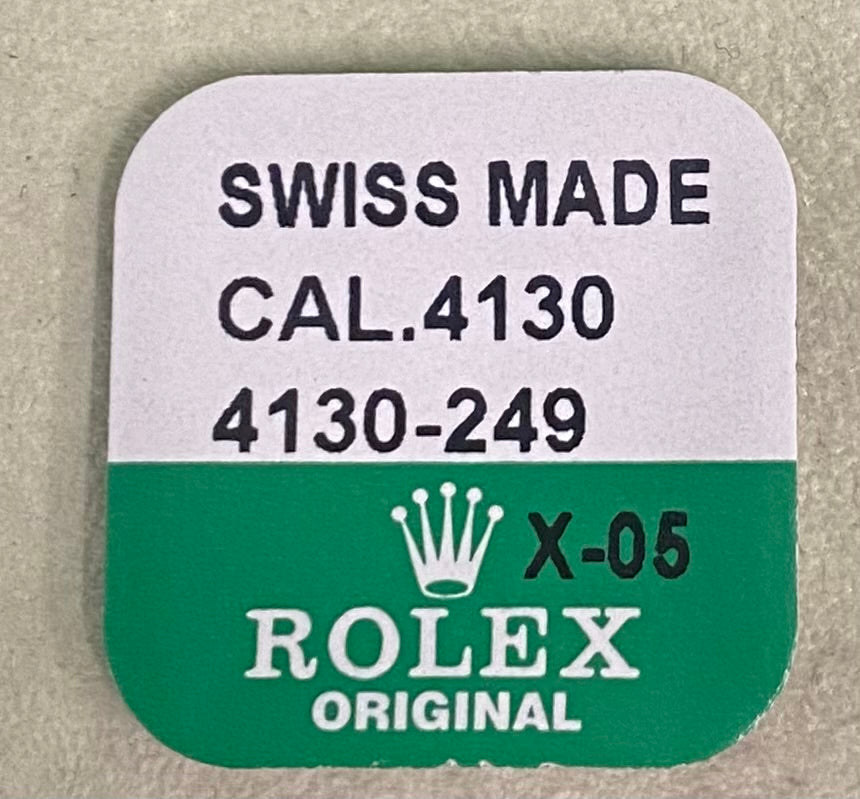 SWISS MADE
CAL.4130
4130-249
X-05
ROLEX
ORIGINAL